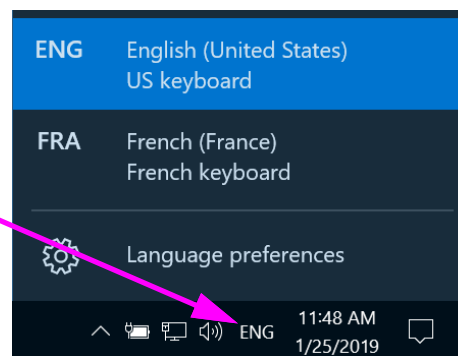 ENG English (United States)
US keyboard
FRA French (France)
French keyboard
Language preferences
ENG 11:48 AM
1/25/2019